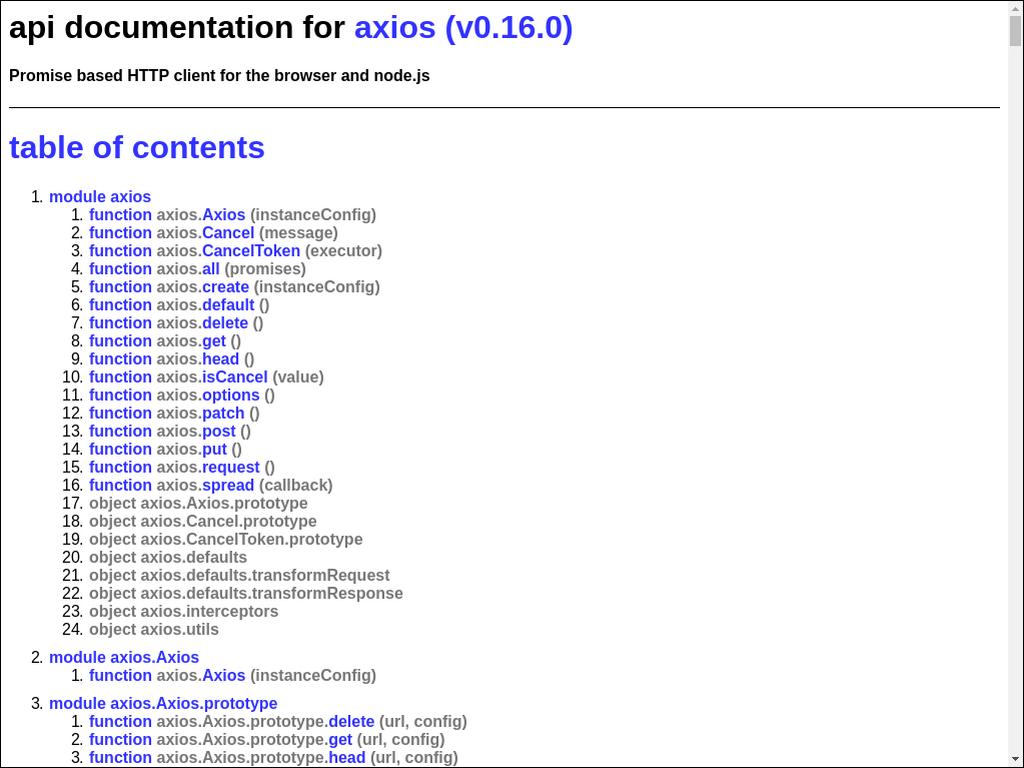 api documentation for axios (v0.16.0)
Promise based HTTP client for the browser and node.js
table of contents
1. module axios
1. function axios.Axios (instanceConfig)
2. function axios.Cancel (message)
3. function axios.CancelToken (executor)
4. function axios.all (promises)
5. function axios.create (instanceConfig)
6. function axios.default ()
7. function axios.delete ()
8. function axios.get ()
9. function axios.head ()
10. function axios.isCancel (value)
11. function axios.options ()
12. function axios.patch ()
13. function axios.post ()
14. function axios.put ()
15. function axios.request ()
16. function axios.spread (callback)
17. object axios.Axios.prototype
18. object axios.Cancel.prototype
19. object axios.CancelToken.prototype
20. object axios.defaults
21. object axios.defaults.transformRequest
22. object axios.defaults.transformResponse
23. object axios.interceptors
24. object axios.utils
2. module axios.Axios
1. function axios.Axios (instanceConfig)
3. module axios.Axios.prototype
1. function axios.Axios.prototype.delete (url, config)
2. function axios.Axios.prototype.get (url, config)
3. function axios.Axios.prototype.head (url, config)